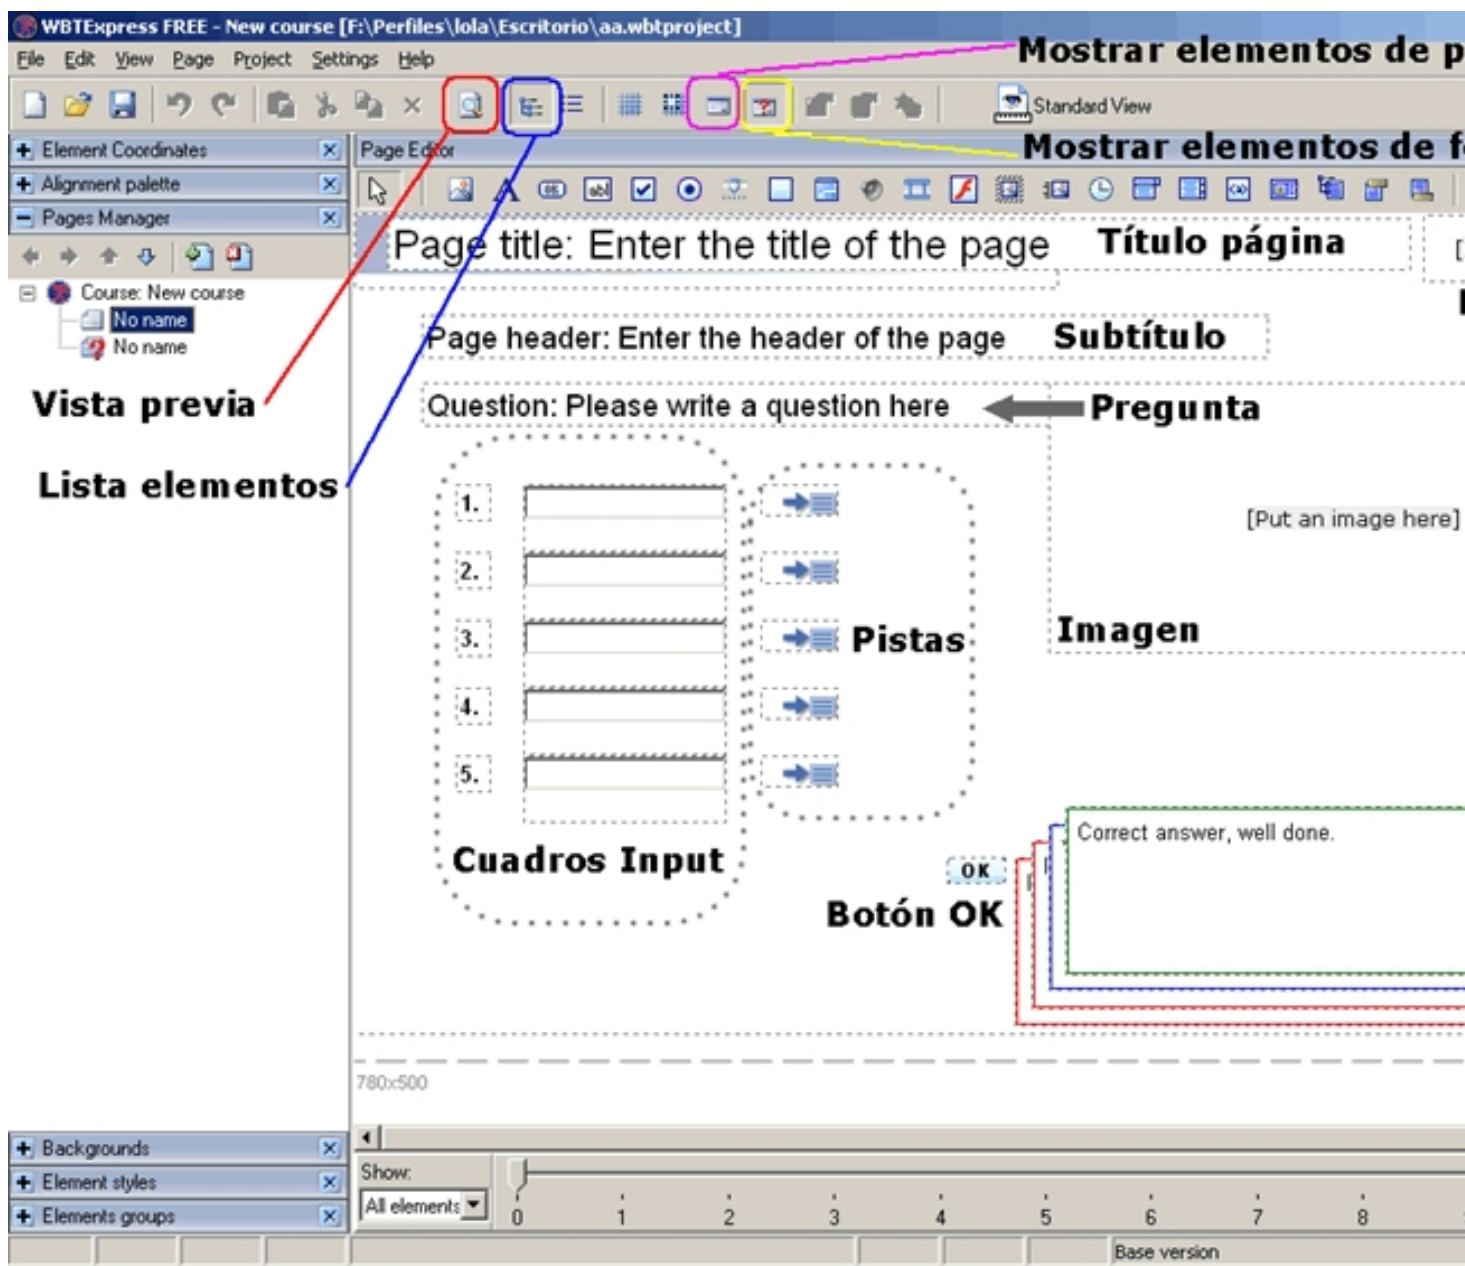 WBTExpress FREE - New course [F:\Perfiles\lola\Escritorio\aa.wbtproject]
File Edit View Page Project Settings Help
Mostrar elementos de p
Standard View
Element Coordinates
Page Editor
Mostrar elementos de f
Alignment palette
Pages Manager
Page title: Enter the title of the page
Título página
Course: New course
No name
No name
Page header: Enter the header of the page
Subtítulo
Vista previa
Question: Please write a question here
Pregunta
Lista elementos
1.
[Put an image here]
2.
3.
Pistas
Imagen
4.
5.
Correct answer, well done.
Cuadros Input
OK
Botón OK
780x500
Backgrounds
Show:
Element styles
All elements
Elements groups
0 1 2 3 4 5 6 7 8
Base version